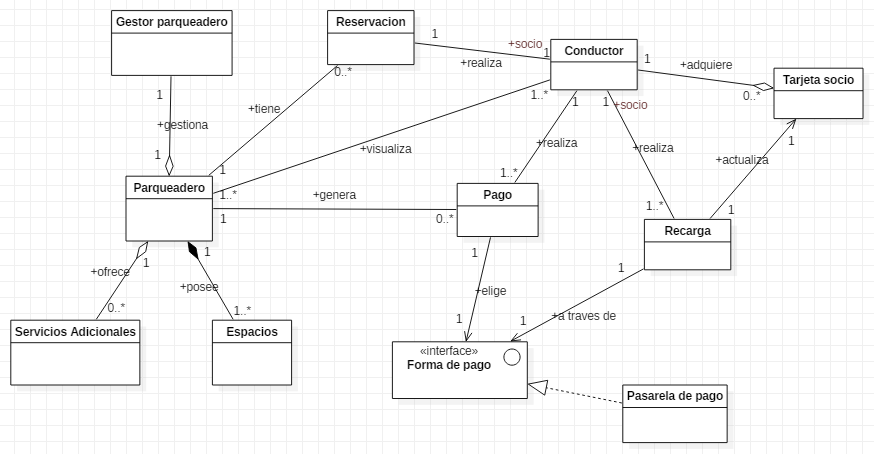 Gestor parqueadero
Reservacion
1
+socio
1
Conductor
+realiza
0..*
1
+adquiere
0..*
Tarjeta socio
1
+gestiona
1
+tiene
1
1..*
+visualiza
1..*
1
+realiza
1..*
1
+socio
+realiza
1..*
1
+actualiza
1
Parqueadero
1
+genera
0..*
Pago
Recarga
1
+ofrece
0..*
1
+posee
1..*
1
+elige
1
1
+a traves de
1
Servicios Adicionales
Espacios
«interface»
Forma de pago
Pasarela de pago